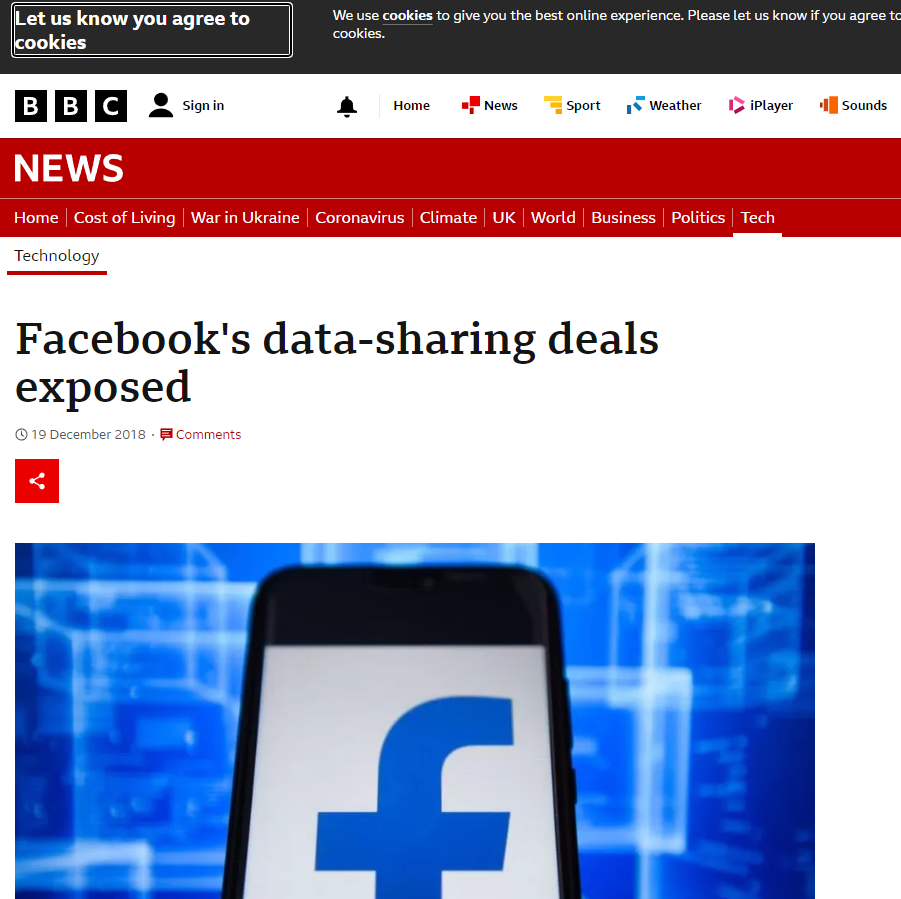 Let us know you agree to
cookies
We use cookies to give you the best online experience. Please let us know if you agree to
cookies.
BBC
Sign in
Home
News
Sport
Weather
iPlayer
Sounds
NEWS
Home
Cost of Living
War in Ukraine
Coronavirus
Climate
UK
World
Business
Politics
Tech
Technology
Facebook's data-sharing deals
exposed
19 December 2018 · Comments
f